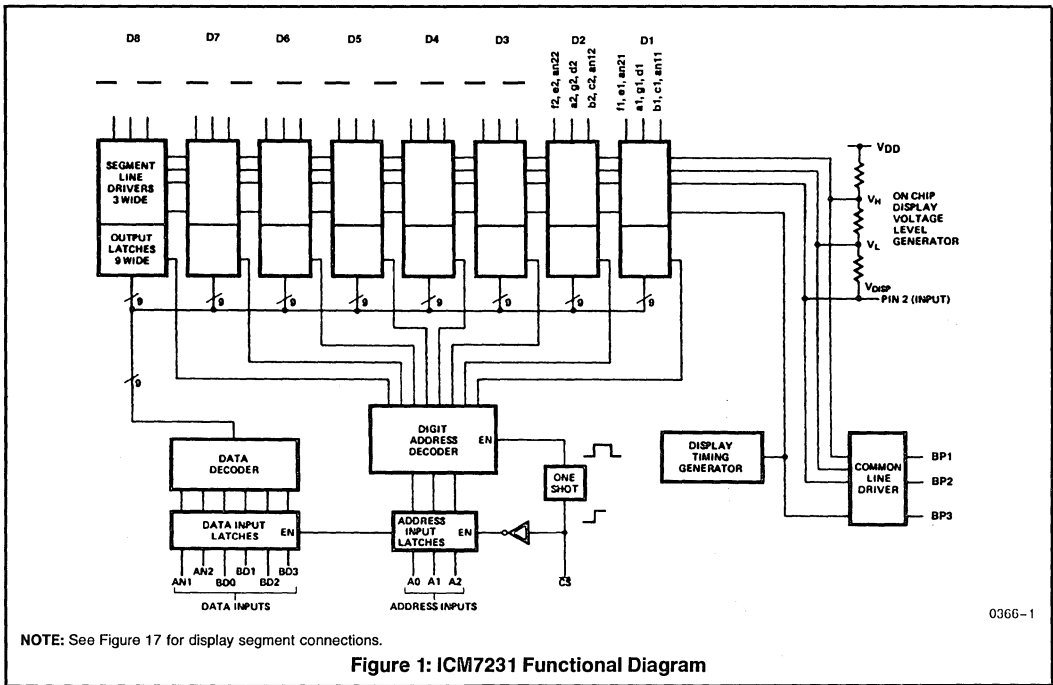 D8 D7 D6 D5 D4 D3 D2 D1
f2, e2, an22
a2, g2, d2
b2, c2, an12
f1, e1, an21
a1, g1, d1
b1, c1, an11
SEGMENT
LINE
DRIVERS
3 WIDE
OUTPUT
LATCHES
9 WIDE
VDD
VH
ON CHIP
DISPLAY
VOLTAGE
LEVEL
GENERATOR
VL
VDISP
PIN 2 (INPUT)
9 9 9 9 9 9 9 9
9
DIGIT
ADDRESS
DECODER
EN
DATA
DECODER
ONE
SHOT
DISPLAY
TIMING
GENERATOR
COMMON
LINE
DRIVER
BP1
BP2
BP3
DATA INPUT
LATCHES
EN
ADDRESS
INPUT
LATCHES
EN
AN1 AN2 BD0 BD1 BD2 BD3
A0 A1 A2
CS
DATA INPUTS
ADDRESS INPUTS
0366-1
NOTE: See Figure 17 for display segment connections.
Figure 1: ICM7231 Functional Diagram